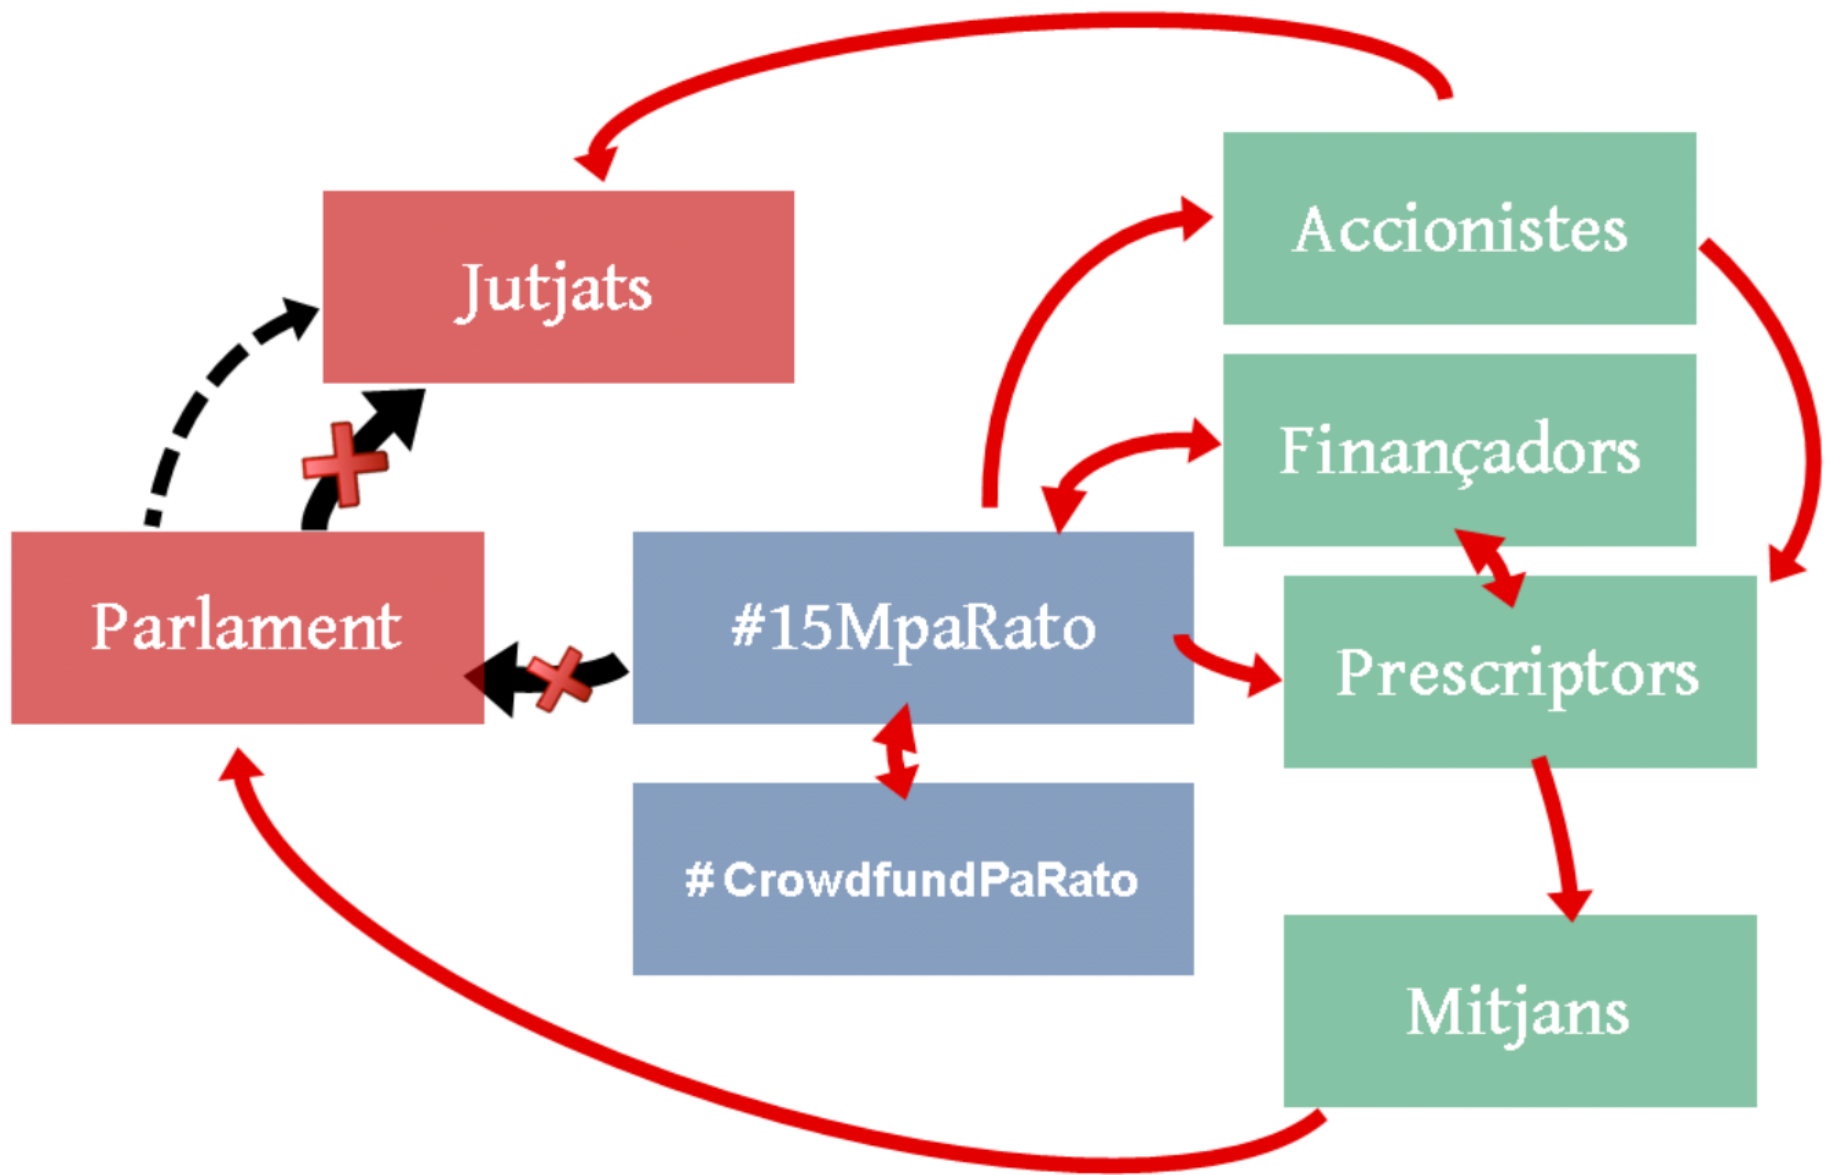 Accionistes
Jutjats
Finançadors
Parlament
#15MpaRato
Prescriptors
# CrowdfundPaRato
Mitjans